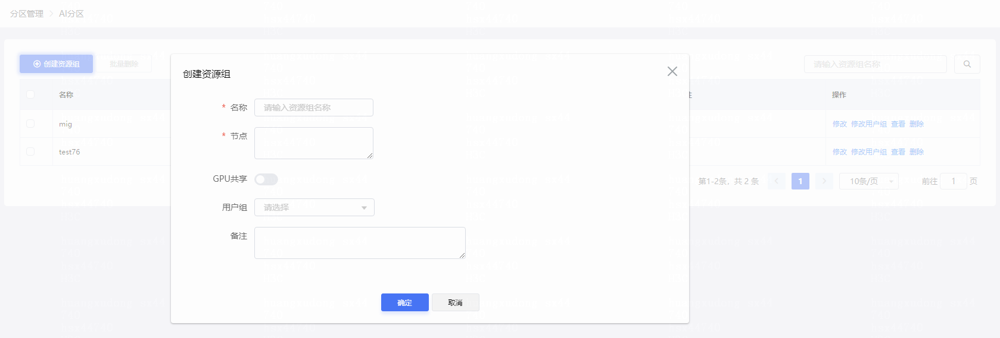 分区管理 > AI分区
创建资源组 批量删除 请输入资源组名称
名称 注 操作
mig 修改 修改用户组 查看 删除
test76 修改 修改用户组 查看 删除
第1-2条，共 2 条 < 1 > 10条/页 前往 1 页
创建资源组
* 名称 请输入资源组名称
* 节点
GPU共享
用户组 请选择
备注
确定 取消